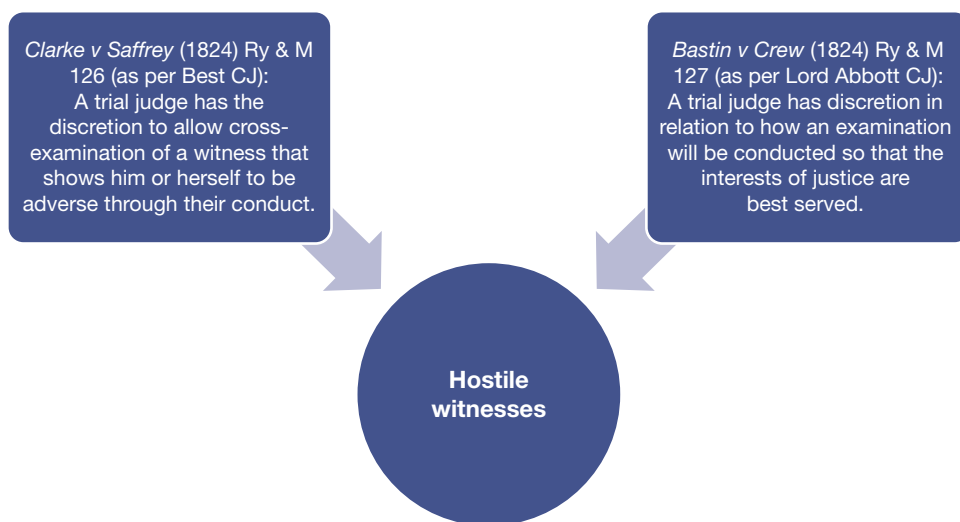 Clarke v Saffrey (1824) Ry & M
126 (as per Best CJ):
A trial judge has the
discretion to allow cross-
examination of a witness that
shows him or herself to be
adverse through their conduct.
Bastin v Crew (1824) Ry & M
127 (as per Lord Abbott CJ):
A trial judge has discretion in
relation to how an examination
will be conducted so that the
interests of justice are
best served.
Hostile
witnesses